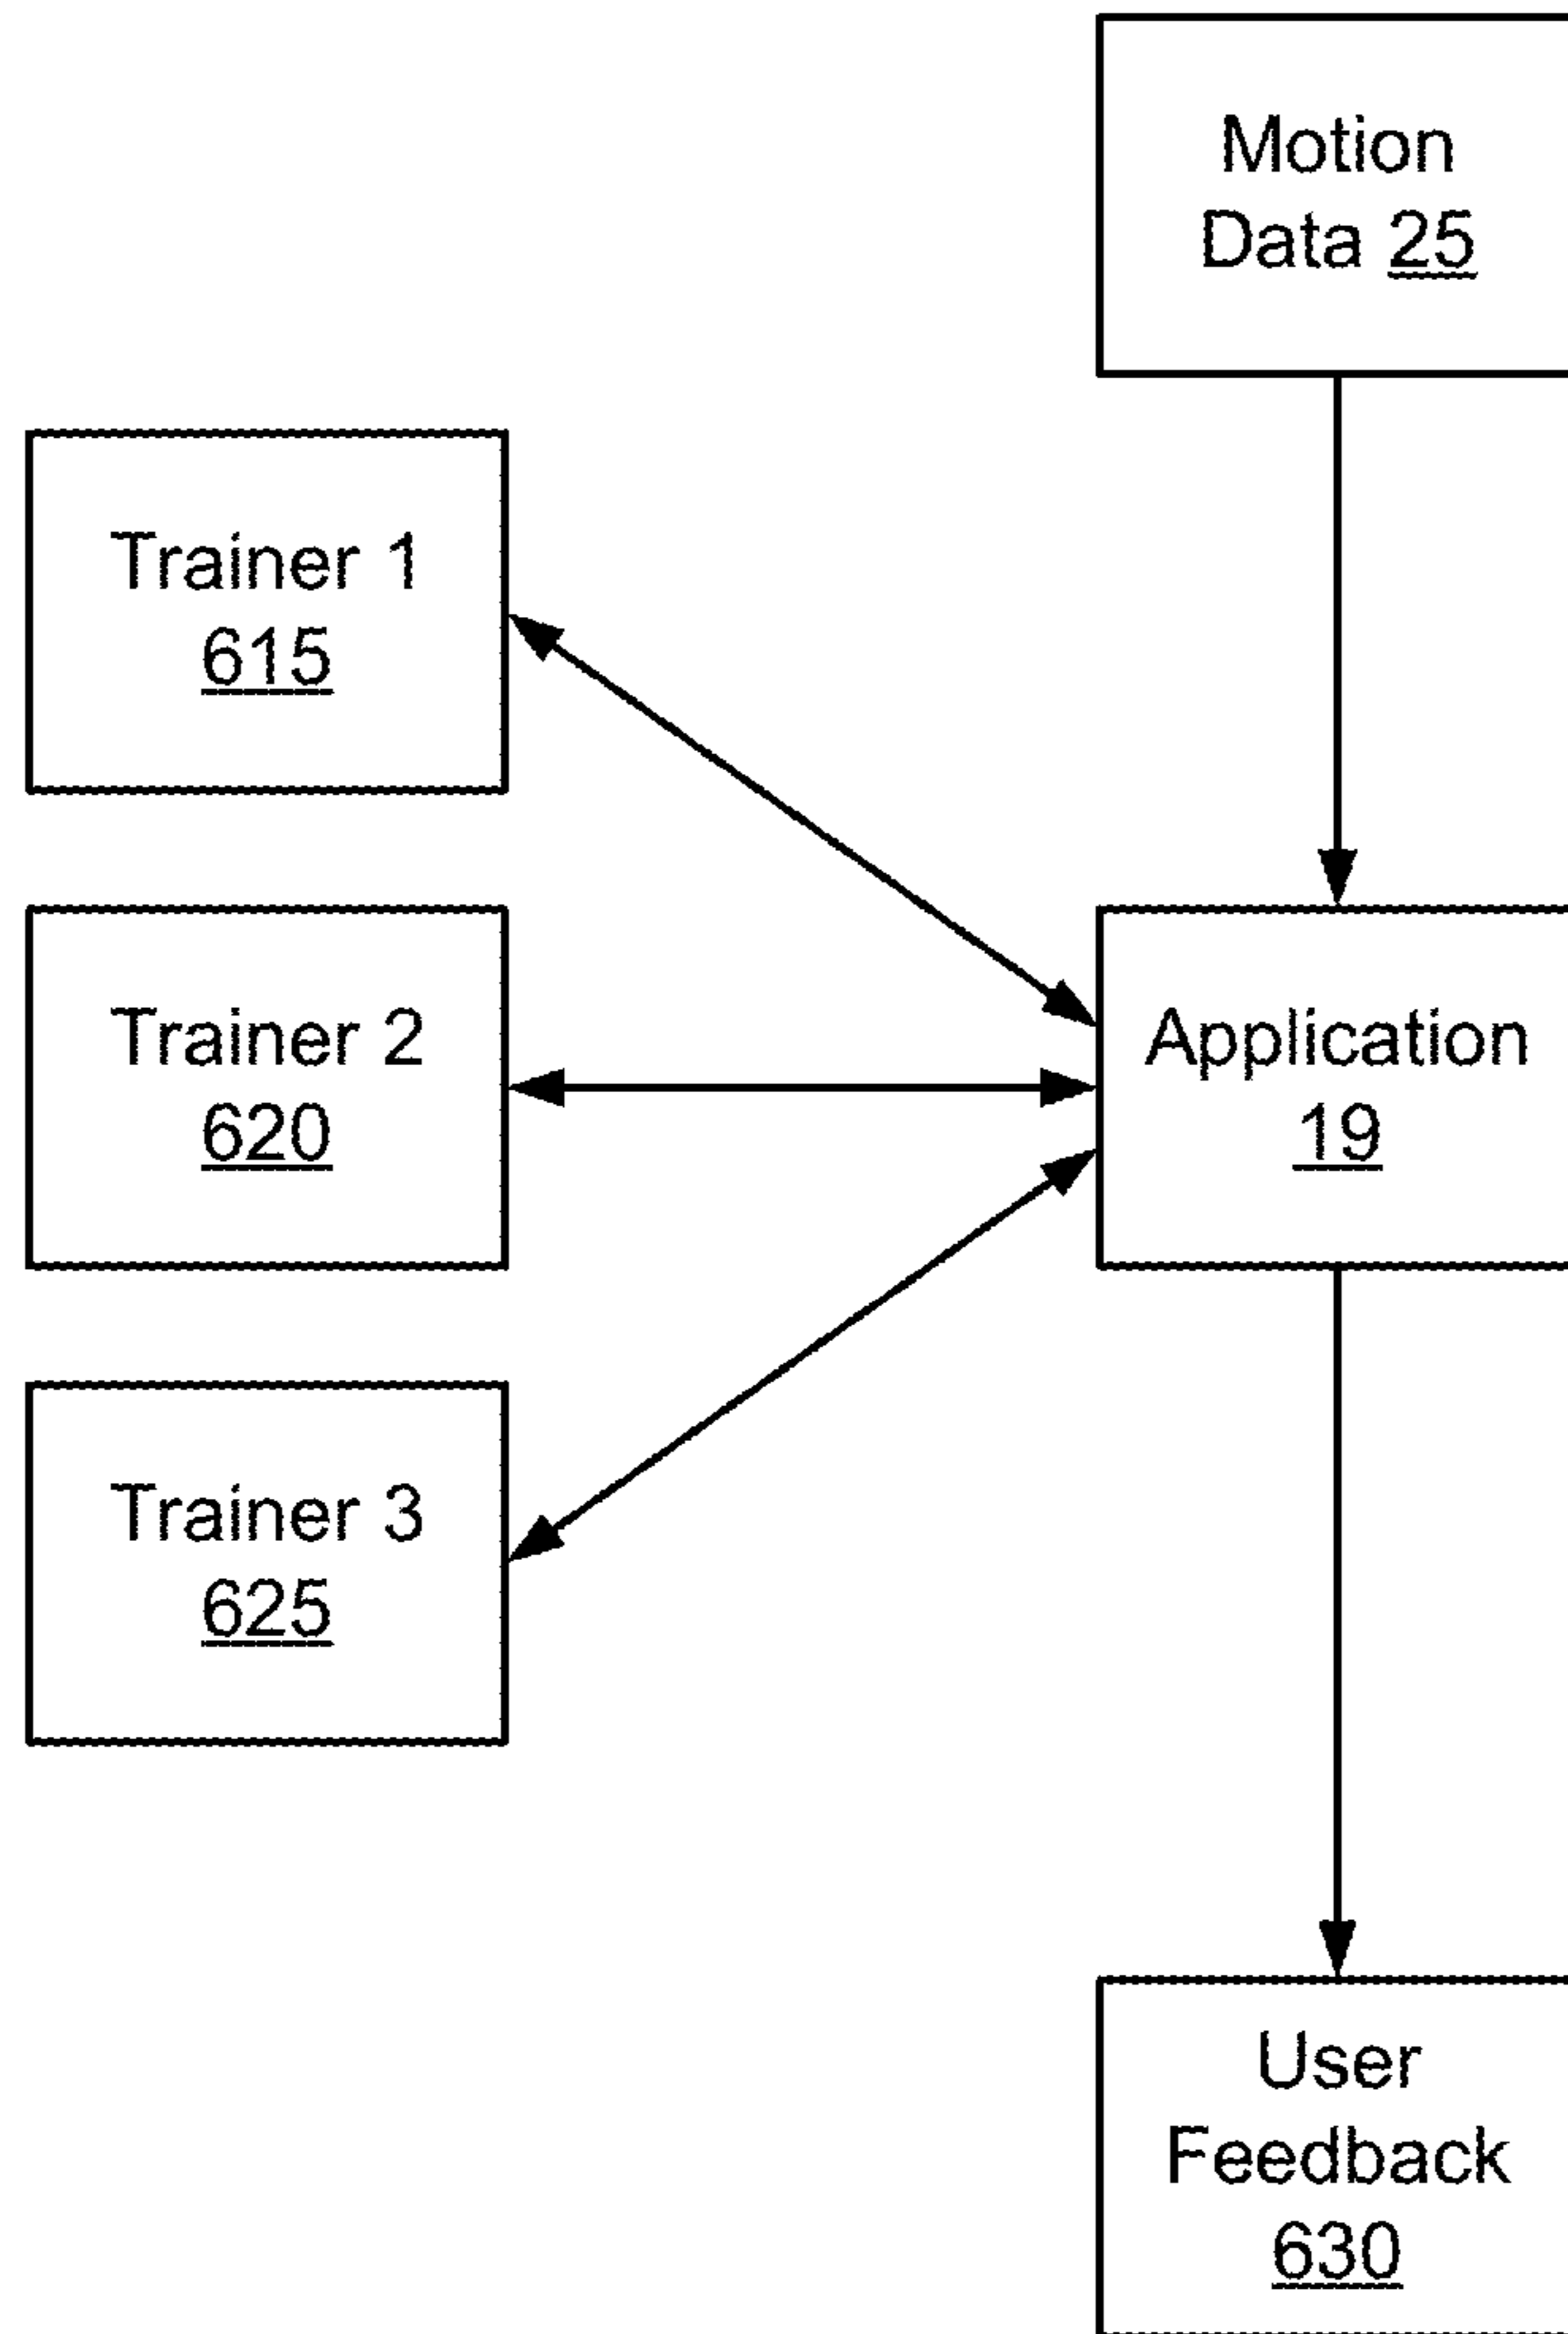 Motion
Data 25
Trainer 1
615
Trainer 2
620
Application
19
Trainer 3
625
User
Feedback
630